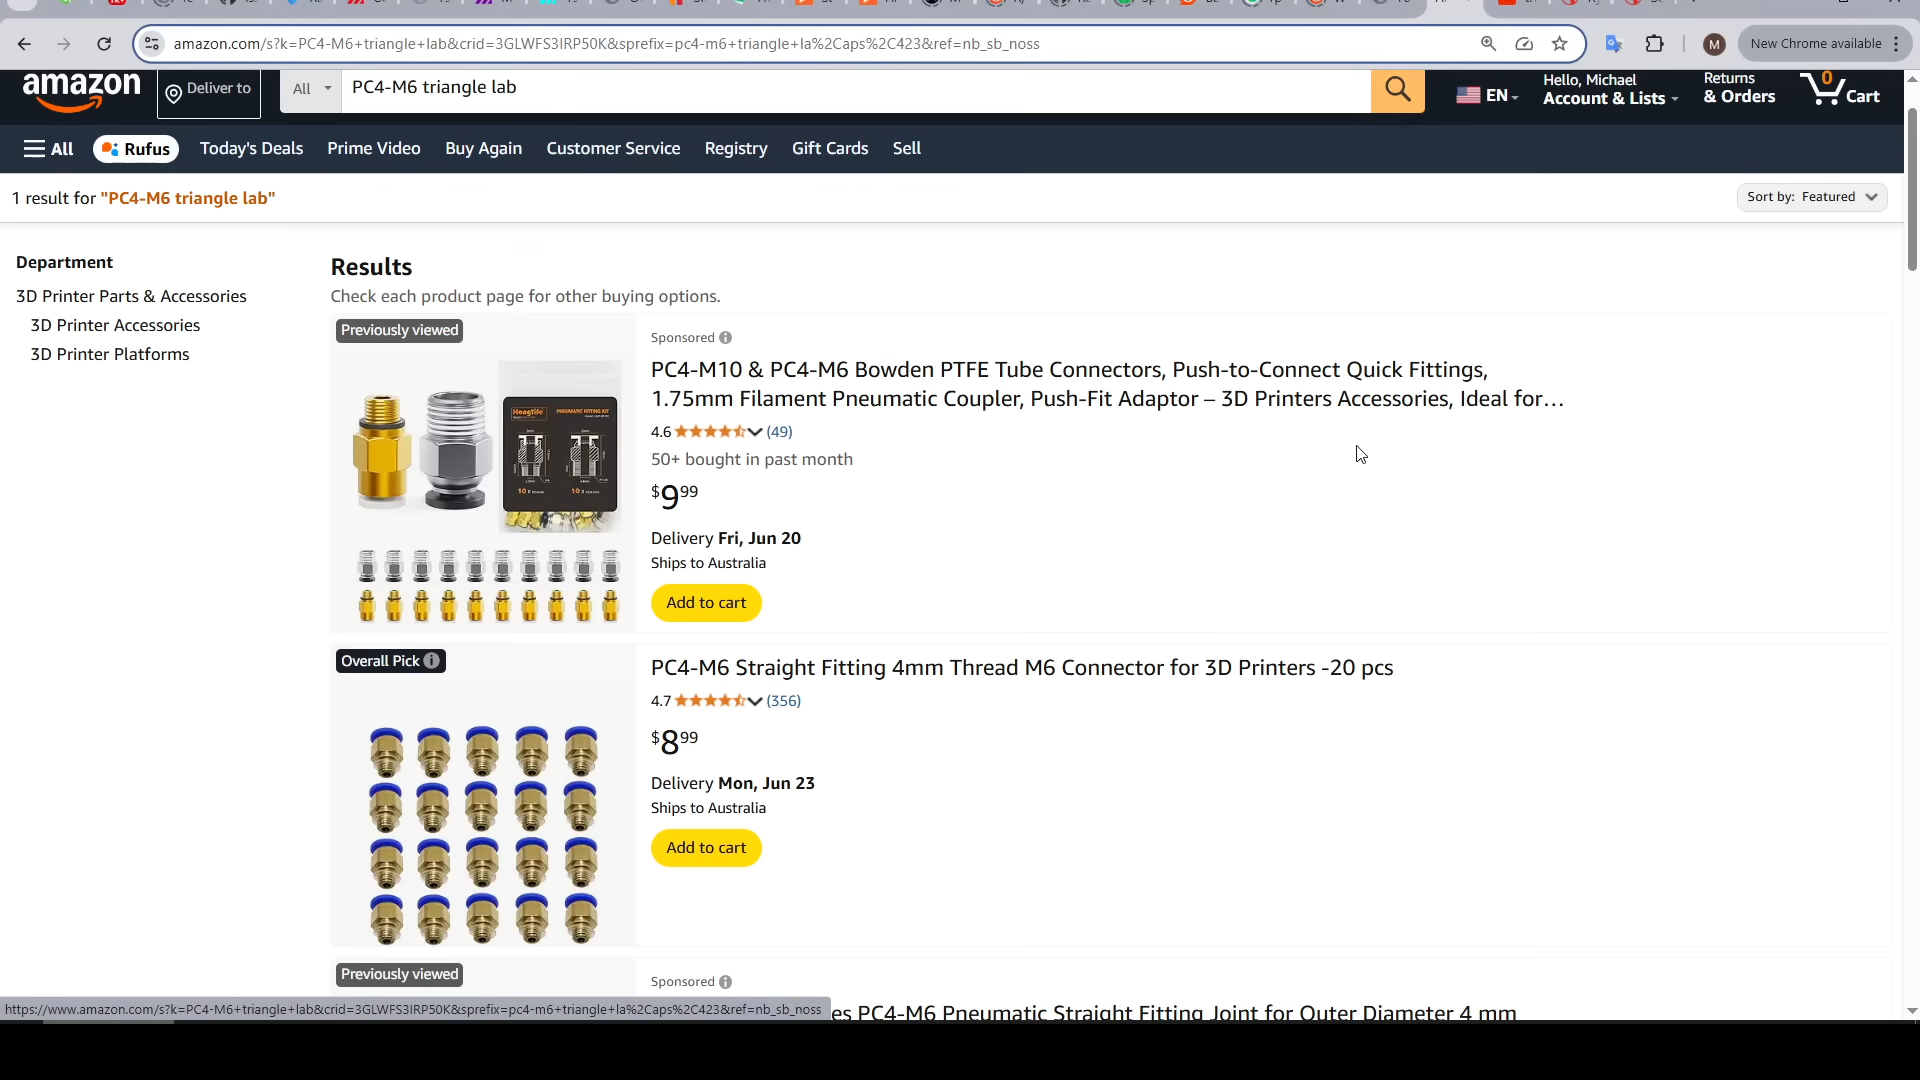 amazon.com/s?k=PC4-M6+triangle+lab&crid=3GLWFS3IRP50K&sprefix=pc4-m6+triangle+la%2Caps%2C423&ref=nb_sb_noss
M
New Chrome available
amazon
Deliver to
All
PC4-M6 triangle lab
EN
Hello, Michael
Account & Lists
Returns
& Orders
0
Cart
All
Rufus
Today's Deals
Prime Video
Buy Again
Customer Service
Registry
Gift Cards
Sell
1 result for "PC4-M6 triangle lab"
Sort by: Featured
Department
3D Printer Parts & Accessories
3D Printer Accessories
3D Printer Platforms
Results
Check each product page for other buying options.
Previously viewed
Sponsored
PC4-M10 & PC4-M6 Bowden PTFE Tube Connectors, Push-to-Connect Quick Fittings,
1.75mm Filament Pneumatic Coupler, Push-Fit Adaptor – 3D Printers Accessories, Ideal for…
4.6 (49)
50+ bought in past month
$9.99
Delivery Fri, Jun 20
Ships to Australia
Add to cart
PNEUMATIC FITTING KIT
Overall Pick
PC4-M6 Straight Fitting 4mm Thread M6 Connector for 3D Printers -20 pcs
4.7 (356)
$8.99
Delivery Mon, Jun 23
Ships to Australia
Add to cart
Previously viewed
Sponsored
es PC4-M6 Pneumatic Straight Fitting Joint for Outer Diameter 4 mm
https://www.amazon.com/s?k=PC4-M6+triangle+lab&crid=3GLWFS3IRP50K&sprefix=pc4-m6+triangle+la%2Caps%2C423&ref=nb_sb_noss